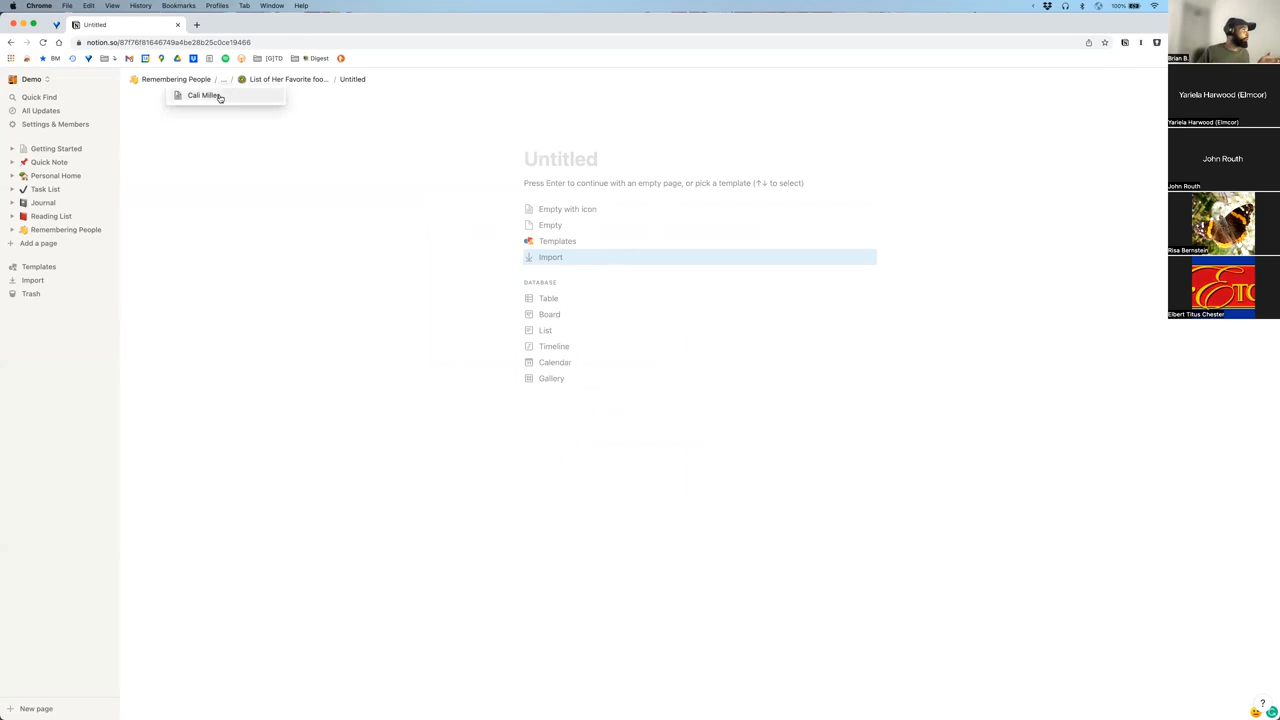 Chrome File Edit View History Bookmarks Profiles Tab Window Help
100%
Untitled
notion.so/87f76f81646749a4be28b25c0ce19466
BM
[G]TD
Digest
Demo
Remembering People / ... / List of Her Favorite foo... / Untitled
Cali Miller
Quick Find
All Updates
Settings & Members
Getting Started
Quick Note
Personal Home
Task List
Journal
Reading List
Remembering People
Add a page
Templates
Import
Trash
New page
Untitled
Press Enter to continue with an empty page, or pick a template (↑↓ to select)
Empty with icon
Empty
Templates
Import
DATABASE
Table
Board
List
Timeline
Calendar
Gallery
?
Brian B.
Yariela Harwood (Elmcor)
Yariela Harwood (Elmcor)
John Routh
John Routh
Risa Bernstein
Elbert Titus Chester